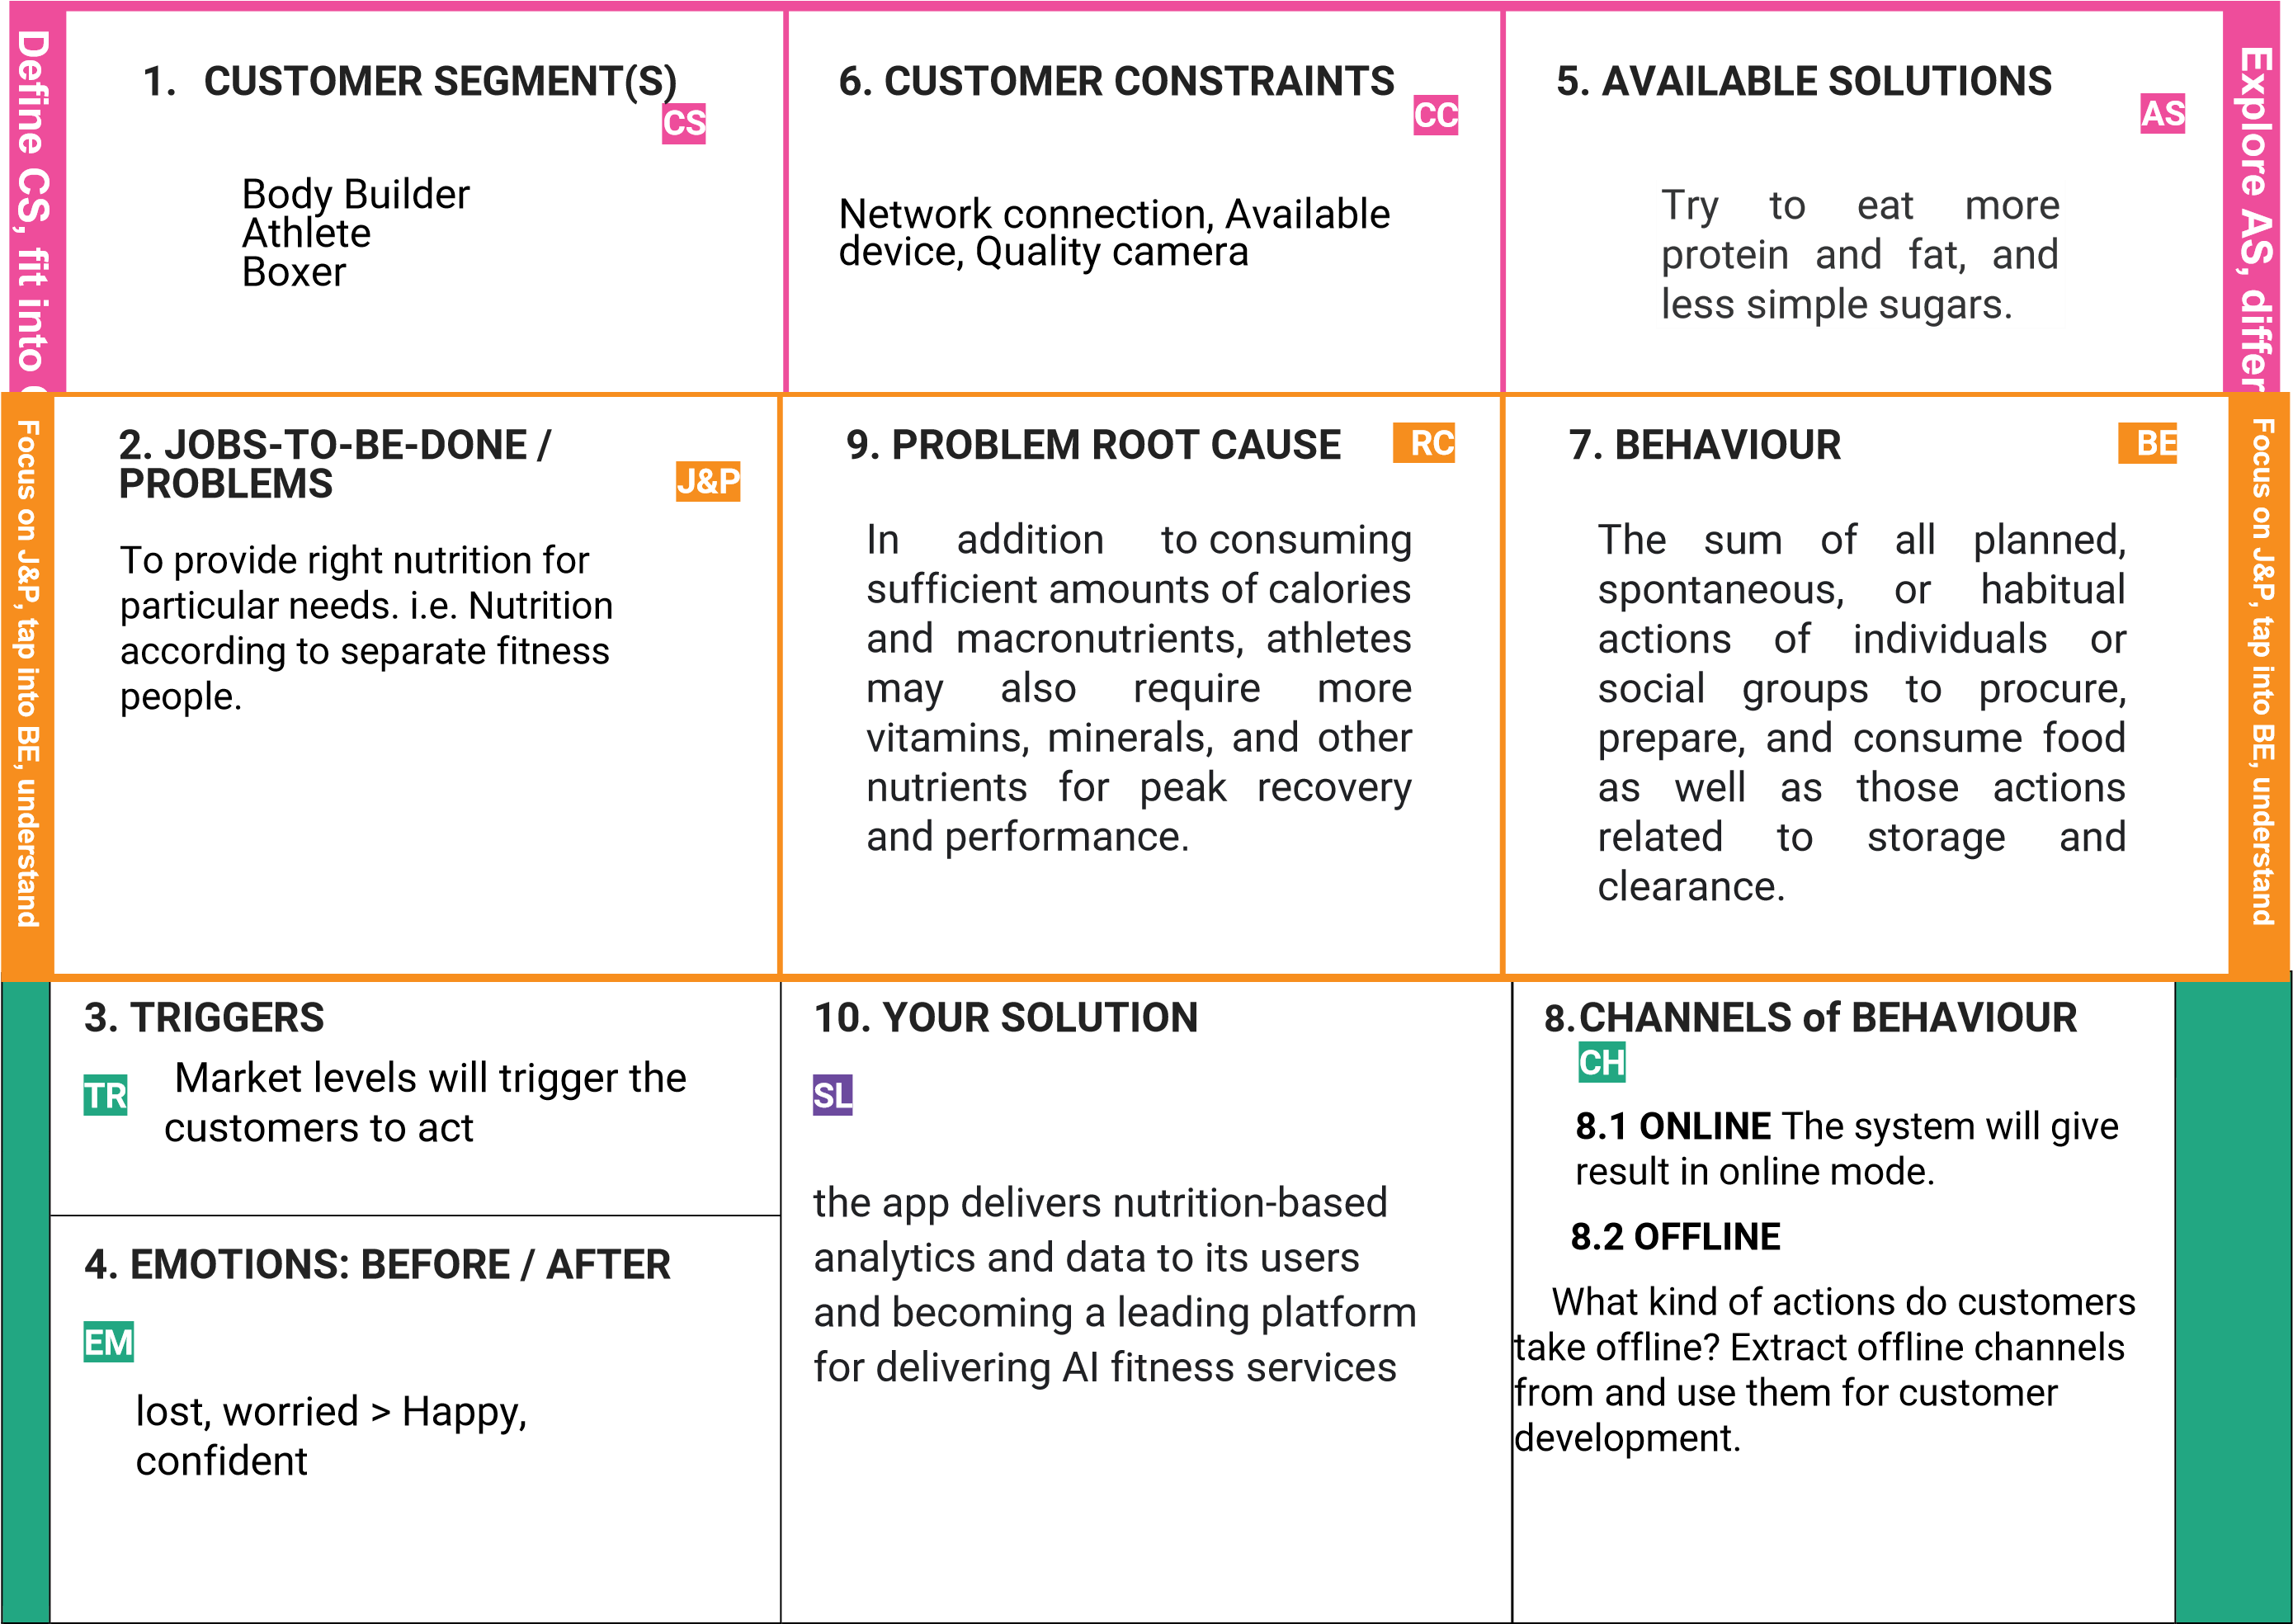 Define CS, fit into
1. CUSTOMER SEGMENT(S)
CS
Body Builder
Athlete
Boxer
6. CUSTOMER CONSTRAINTS
CC
Network connection, Available
device, Quality camera
5. AVAILABLE SOLUTIONS
AS
Try to eat more
protein and fat, and
less simple sugars.
Explore AS, differ
Focus on J&P, tap into BE, understand
2. JOBS-TO-BE-DONE /
PROBLEMS
J&P
To provide right nutrition for
particular needs. i.e. Nutrition
according to separate fitness
people.
9. PROBLEM ROOT CAUSE
RC
In addition to consuming
sufficient amounts of calories
and macronutrients, athletes
may also require more
vitamins, minerals, and other
nutrients for peak recovery
and performance.
7. BEHAVIOUR
BE
The sum of all planned,
spontaneous, or habitual
actions of individuals or
social groups to procure,
prepare, and consume food
as well as those actions
related to storage and
clearance.
Focus on J&P, tap into BE, understand
3. TRIGGERS
TR
Market levels will trigger the
customers to act
4. EMOTIONS: BEFORE / AFTER
EM
lost, worried > Happy,
confident
10. YOUR SOLUTION
SL
the app delivers nutrition-based
analytics and data to its users
and becoming a leading platform
for delivering AI fitness services
8.CHANNELS of BEHAVIOUR
CH
8.1 ONLINE The system will give
result in online mode.
8.2 OFFLINE
What kind of actions do customers
take offline? Extract offline channels
from and use them for customer
development.